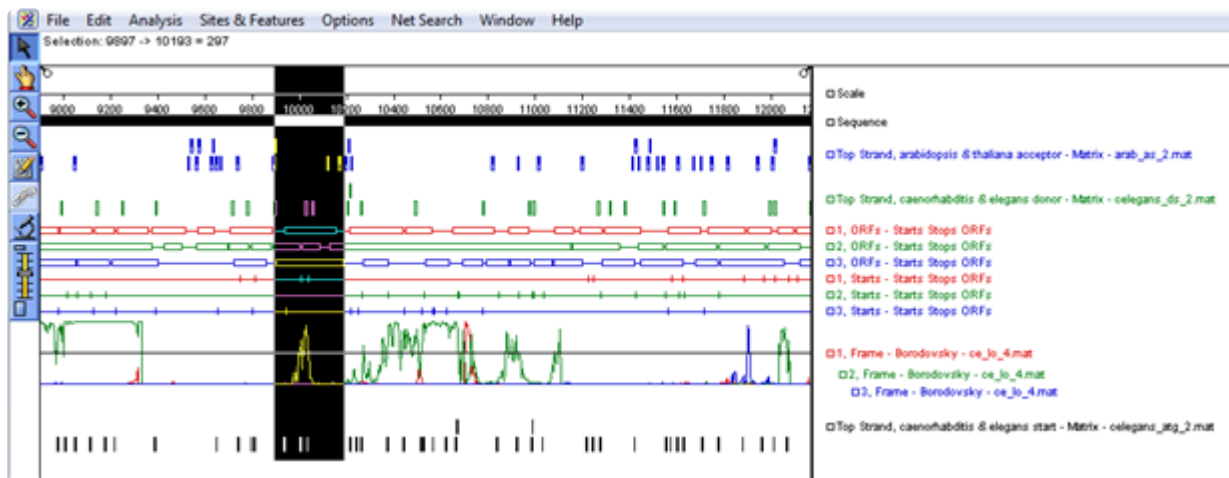 File Edit Analysis Sites & Features Options Net Search Window Help
Selection: 9897 -> 10193 = 297
9000 9200 9400 9600 9800 10000 10200 10400 10600 10800 11000 11200 11400 11600 11800 12000
Scale
Sequence
Top Strand, arabidopsis & thaliana acceptor - Matrix - arab_as_2.mat
Top Strand, caenorhabditis & elegans donor - Matrix - celegans_ds_2.mat
1, ORFs - Starts Stops ORFs
2, ORFs - Starts Stops ORFs
3, ORFs - Starts Stops ORFs
1, Starts - Starts Stops ORFs
2, Starts - Starts Stops ORFs
3, Starts - Starts Stops ORFs
1, Frame - Borodovsky - ce_lo_4.mat
2, Frame - Borodovsky - ce_lo_4.mat
3, Frame - Borodovsky - ce_lo_4.mat
Top Strand, caenorhabditis & elegans start - Matrix - celegans_atg_2.mat